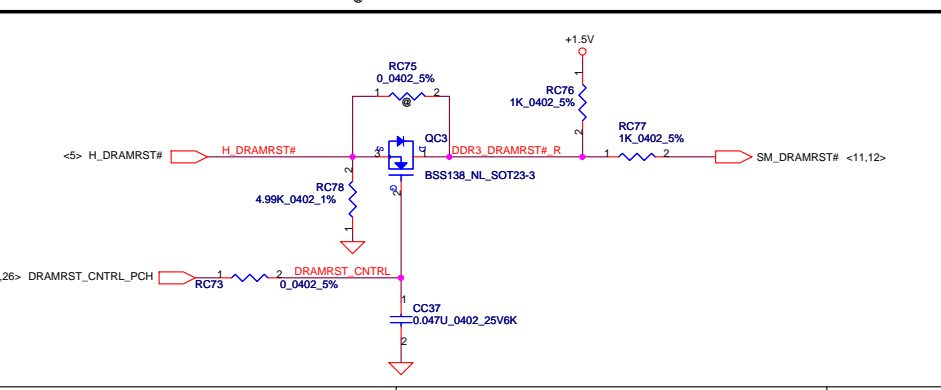 @
+1.5V
RC75
0_0402_5%
1
2
@
1
RC76
1K_0402_5%
2
RC77
1K_0402_5%
<5> H_DRAMRST#
H_DRAMRST#
3
S
QC3
D
1
DDR3_DRAMRST#_R
1
2
SM_DRAMRST# <11,12>
BSS138_NL_SOT23-3
G
2
2
RC78
4.99K_0402_1%
1
,26> DRAMRST_CNTRL_PCH
1
2
DRAMRST_CNTRL
RC73
0_0402_5%
1
CC37
0.047U_0402_25V6K
2